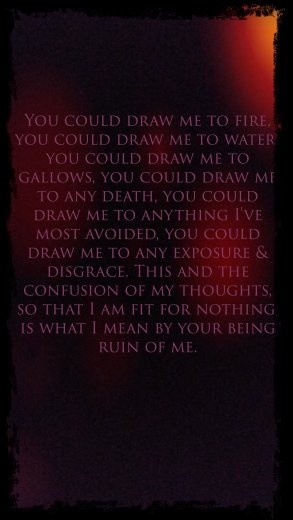 You could draw me to fire,
you could draw me to water
you could draw me to
gallows, you could draw me
to any death, you could
draw me to anything I've
most avoided, you could
draw me to any exposure &
disgrace. This and the
confusion of my thoughts,
so that I am fit for nothing
is what I mean by your being
ruin of me.